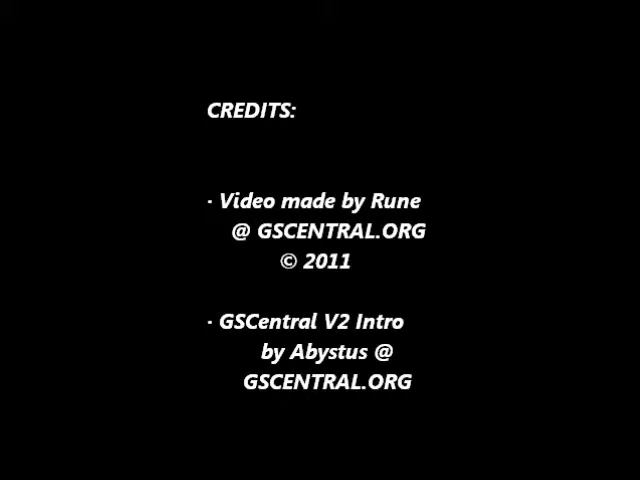 CREDITS:
· Video made by Rune
@ GSCENTRAL.ORG
© 2011
· GSCentral V2 Intro
by Abystus @
GSCENTRAL.ORG